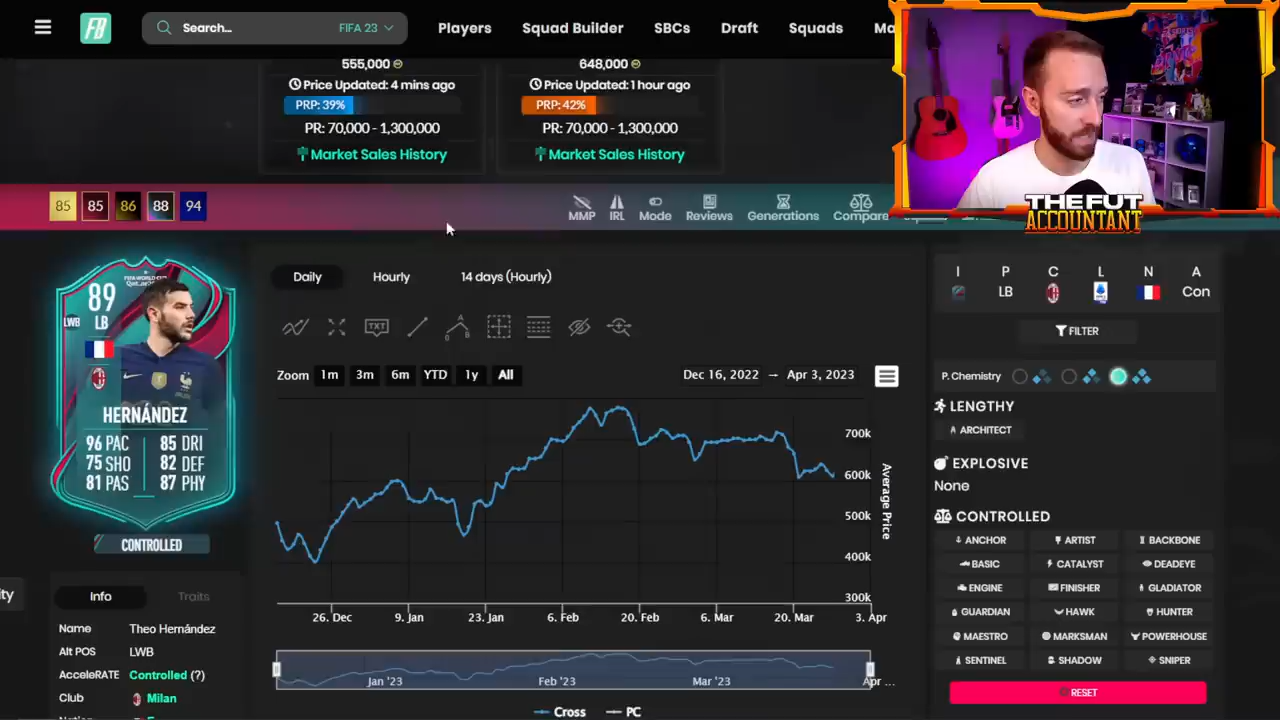 FB
Search...
FIFA 23
Players
Squad Builder
SBCs
Draft
Squads
Ma
555,000
648,000
Price Updated: 4 mins ago
Price Updated: 1 hour ago
PRP: 39%
PRP: 42%
PR: 70,000 - 1,300,000
PR: 70,000 - 1,300,000
Market Sales History
Market Sales History
THE FUT
ACCOUNTANT
85
85
86
88
94
MMP
IRL
Mode
Reviews
Generations
Compare
89
LB
LWB
HERNÁNDEZ
96 PAC
85 DRI
75 SHO
82 DEF
81 PAS
87 PHY
CONTROLLED
ty
Info
Traits
Name
Theo Hernández
Alt POS
LWB
AcceleRATE
Controlled (?)
Club
Milan
Daily
Hourly
14 days (Hourly)
TXT
Zoom
1m
3m
6m
YTD
1y
All
Dec 16, 2022 → Apr 3, 2023
700k
600k
500k
400k
300k
Average Price
26. Dec
9. Jan
23. Jan
6. Feb
20. Feb
6. Mar
20. Mar
3. Apr
Jan '23
Feb '23
Mar '23
Apr ...
Cross
PC
I
P
C
L
N
A
LB
Con
FILTER
P. Chemistry
LENGTHY
ARCHITECT
EXPLOSIVE
None
CONTROLLED
ANCHOR
ARTIST
BACKBONE
BASIC
CATALYST
DEADEYE
ENGINE
FINISHER
GLADIATOR
GUARDIAN
HAWK
HUNTER
MAESTRO
MARKSMAN
POWERHOUSE
SENTINEL
SHADOW
SNIPER
RESET